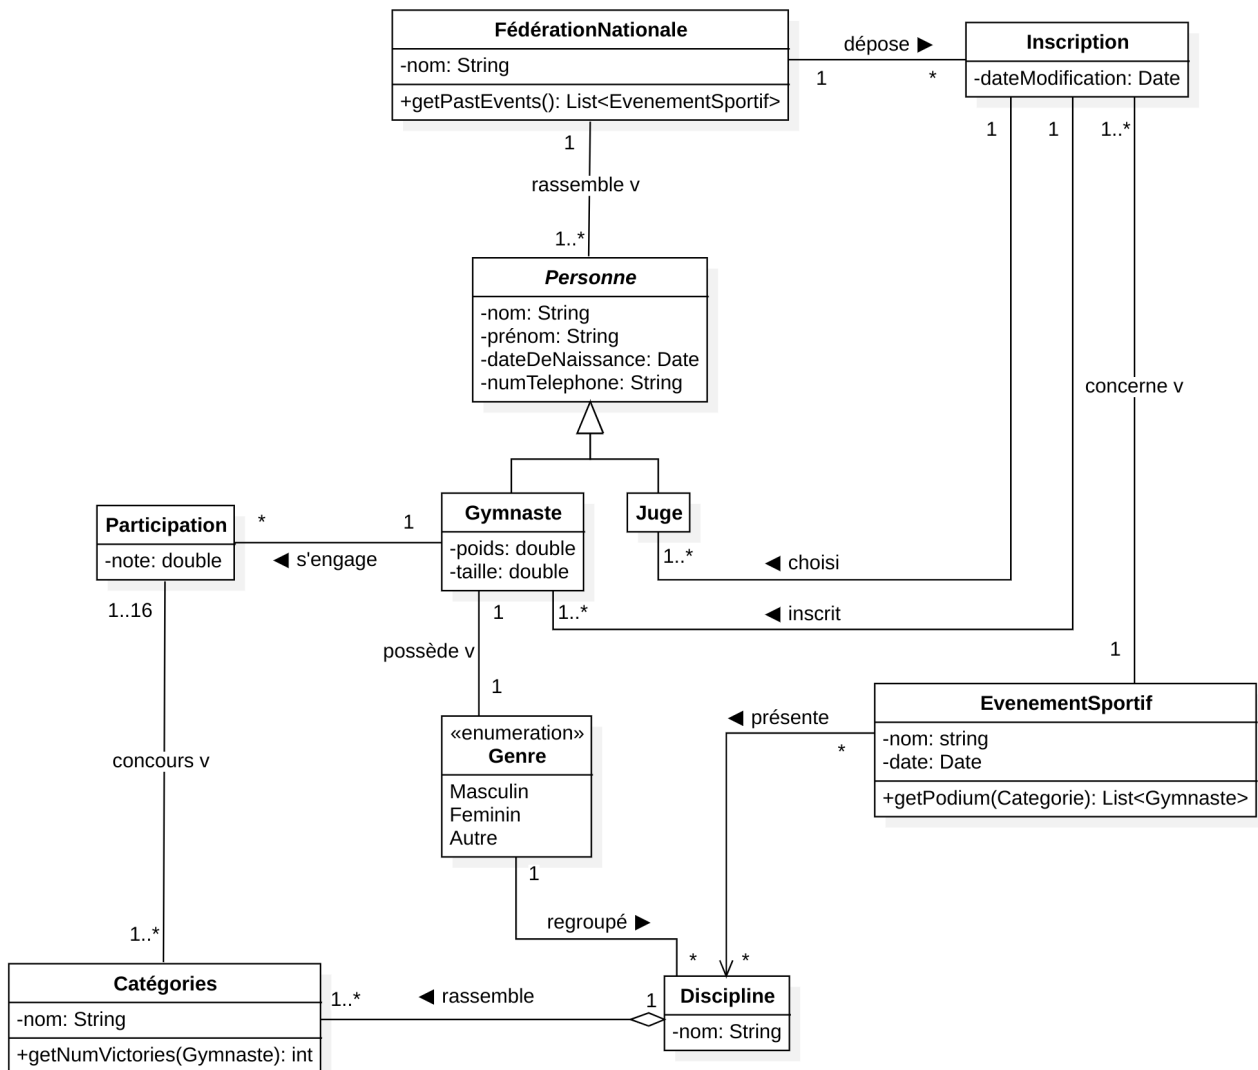 FédérationNationale
-nom: String
+getPastEvents(): List<EvenementSportif>
dépose ►
1
*
Inscription
-dateModification: Date
1
1
1..*
1
rassemble v
1..*
Personne
-nom: String
-prénom: String
-dateDeNaissance: Date
-numTelephone: String
concerne v
Participation
-note: double
*
1
◄ s'engage
Gymnaste
-poids: double
-taille: double
Juge
1..*
◄ choisi
1..*
◄ inscrit
1..16
1
possède v
1
1
EvenementSportif
-nom: string
-date: Date
+getPodium(Categorie): List<Gymnaste>
◄ présente
*
«enumeration»
Genre
Masculin
Feminin
Autre
concours v
1
regroupé ►
*
*
1..*
Catégories
-nom: String
+getNumVictories(Gymnaste): int
1..*
◄ rassemble
1
Discipline
-nom: String